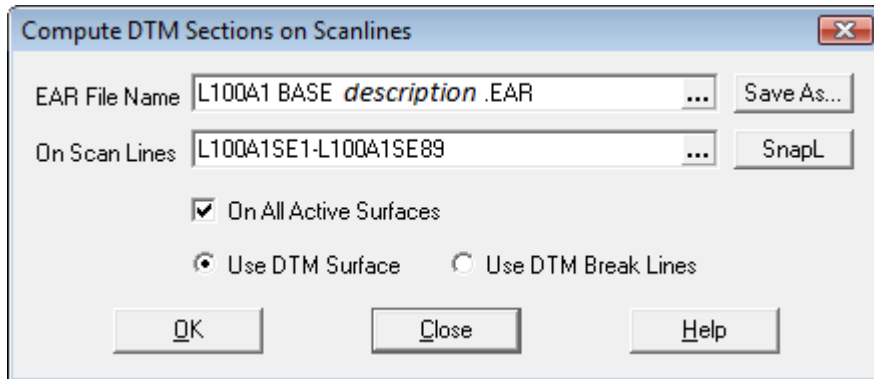 Compute DTM Sections on Scanlines
EAR File Name L100A1 BASE description .EAR ... Save As...
On Scan Lines L100A1SE1-L100A1SE89 ... SnapL
On All Active Surfaces
Use DTM Surface Use DTM Break Lines
OK Close Help